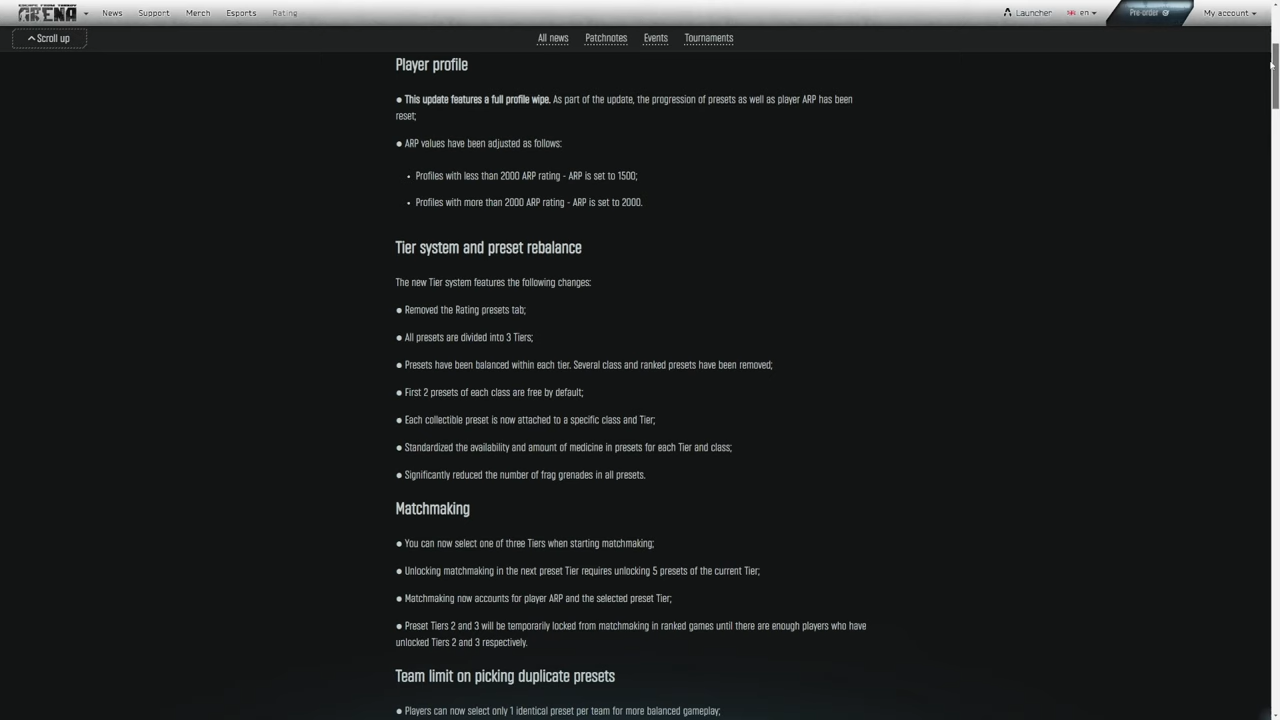 ESCAPE FROM TARKOV
ARENA News Support Merch Esports Rating Launcher en Pre-order My account
Scroll up All news Patchnotes Events Tournaments
Player profile
● This update features a full profile wipe. As part of the update, the progression of presets as well as player ARP has been
reset;
● ARP values have been adjusted as follows:
• Profiles with less than 2000 ARP rating - ARP is set to 1500;
• Profiles with more than 2000 ARP rating - ARP is set to 2000.
Tier system and preset rebalance
The new Tier system features the following changes:
● Removed the Rating presets tab;
● All presets are divided into 3 Tiers;
● Presets have been balanced within each tier. Several class and ranked presets have been removed;
● First 2 presets of each class are free by default;
● Each collectible preset is now attached to a specific class and Tier;
● Standardized the availability and amount of medicine in presets for each Tier and class;
● Significantly reduced the number of frag grenades in all presets.
Matchmaking
● You can now select one of three Tiers when starting matchmaking;
● Unlocking matchmaking in the next preset Tier requires unlocking 5 presets of the current Tier;
● Matchmaking now accounts for player ARP and the selected preset Tier;
● Preset Tiers 2 and 3 will be temporarily locked from matchmaking in ranked games until there are enough players who have
unlocked Tiers 2 and 3 respectively.
Team limit on picking duplicate presets
● Players can now select only 1 identical preset per team for more balanced gameplay;